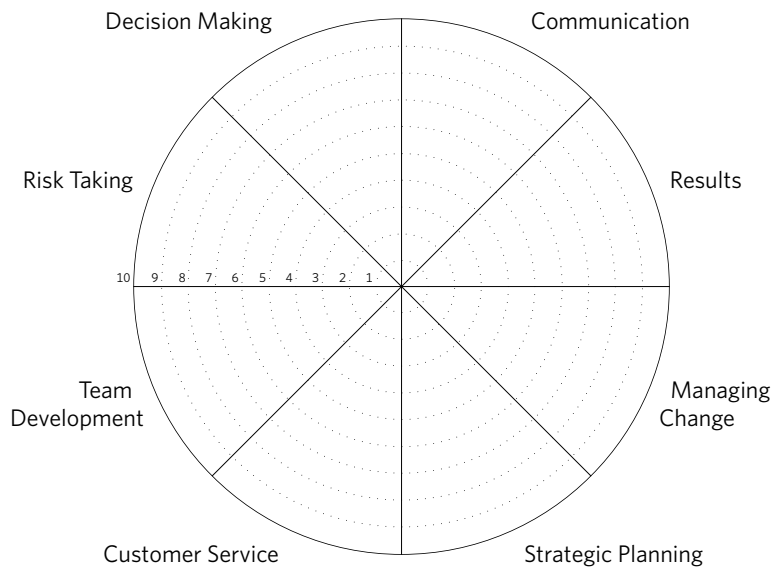 Decision Making
Communication
Risk Taking
Results
10 9 8 7 6 5 4 3 2 1
Team
Development
Managing
Change
Customer Service
Strategic Planning